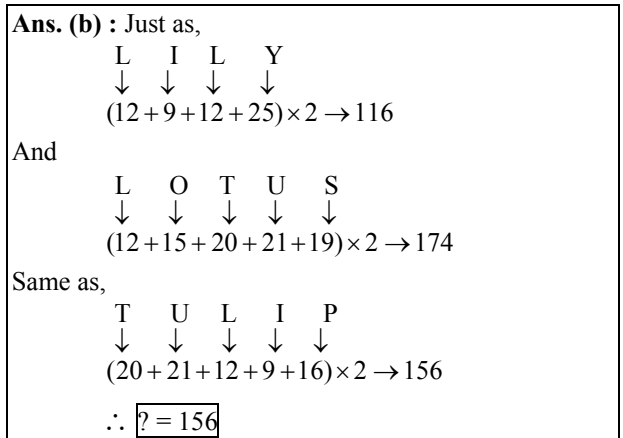 Ans. (b) : Just as,
L I L Y
↓ ↓ ↓ ↓
(12+9+12+25)×2→116
And
L O T U S
↓ ↓ ↓ ↓ ↓
(12+15+20+21+19)×2→174
Same as,
T U L I P
↓ ↓ ↓ ↓ ↓
(20+21+12+9+16)×2→156
∴ ? = 156